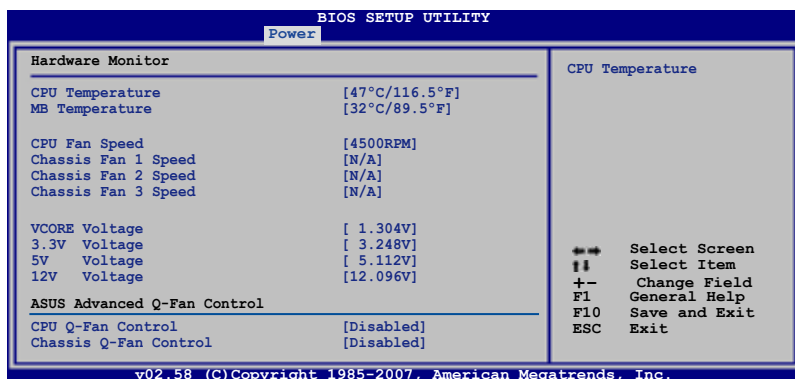 BIOS SETUP UTILITY
Power
Hardware Monitor
CPU Temperature [47°C/116.5°F]
MB Temperature [32°C/89.5°F]
CPU Fan Speed [4500RPM]
Chassis Fan 1 Speed [N/A]
Chassis Fan 2 Speed [N/A]
Chassis Fan 3 Speed [N/A]
VCORE Voltage [ 1.304V]
3.3V Voltage [ 3.248V]
5V Voltage [ 5.112V]
12V Voltage [12.096V]
ASUS Advanced Q-Fan Control
CPU Q-Fan Control [Disabled]
Chassis Q-Fan Control [Disabled]
CPU Temperature
←→ Select Screen
↑↓ Select Item
+- Change Field
F1 General Help
F10 Save and Exit
ESC Exit
v02.58 (C)Copyright 1985-2007, American Megatrends, Inc.